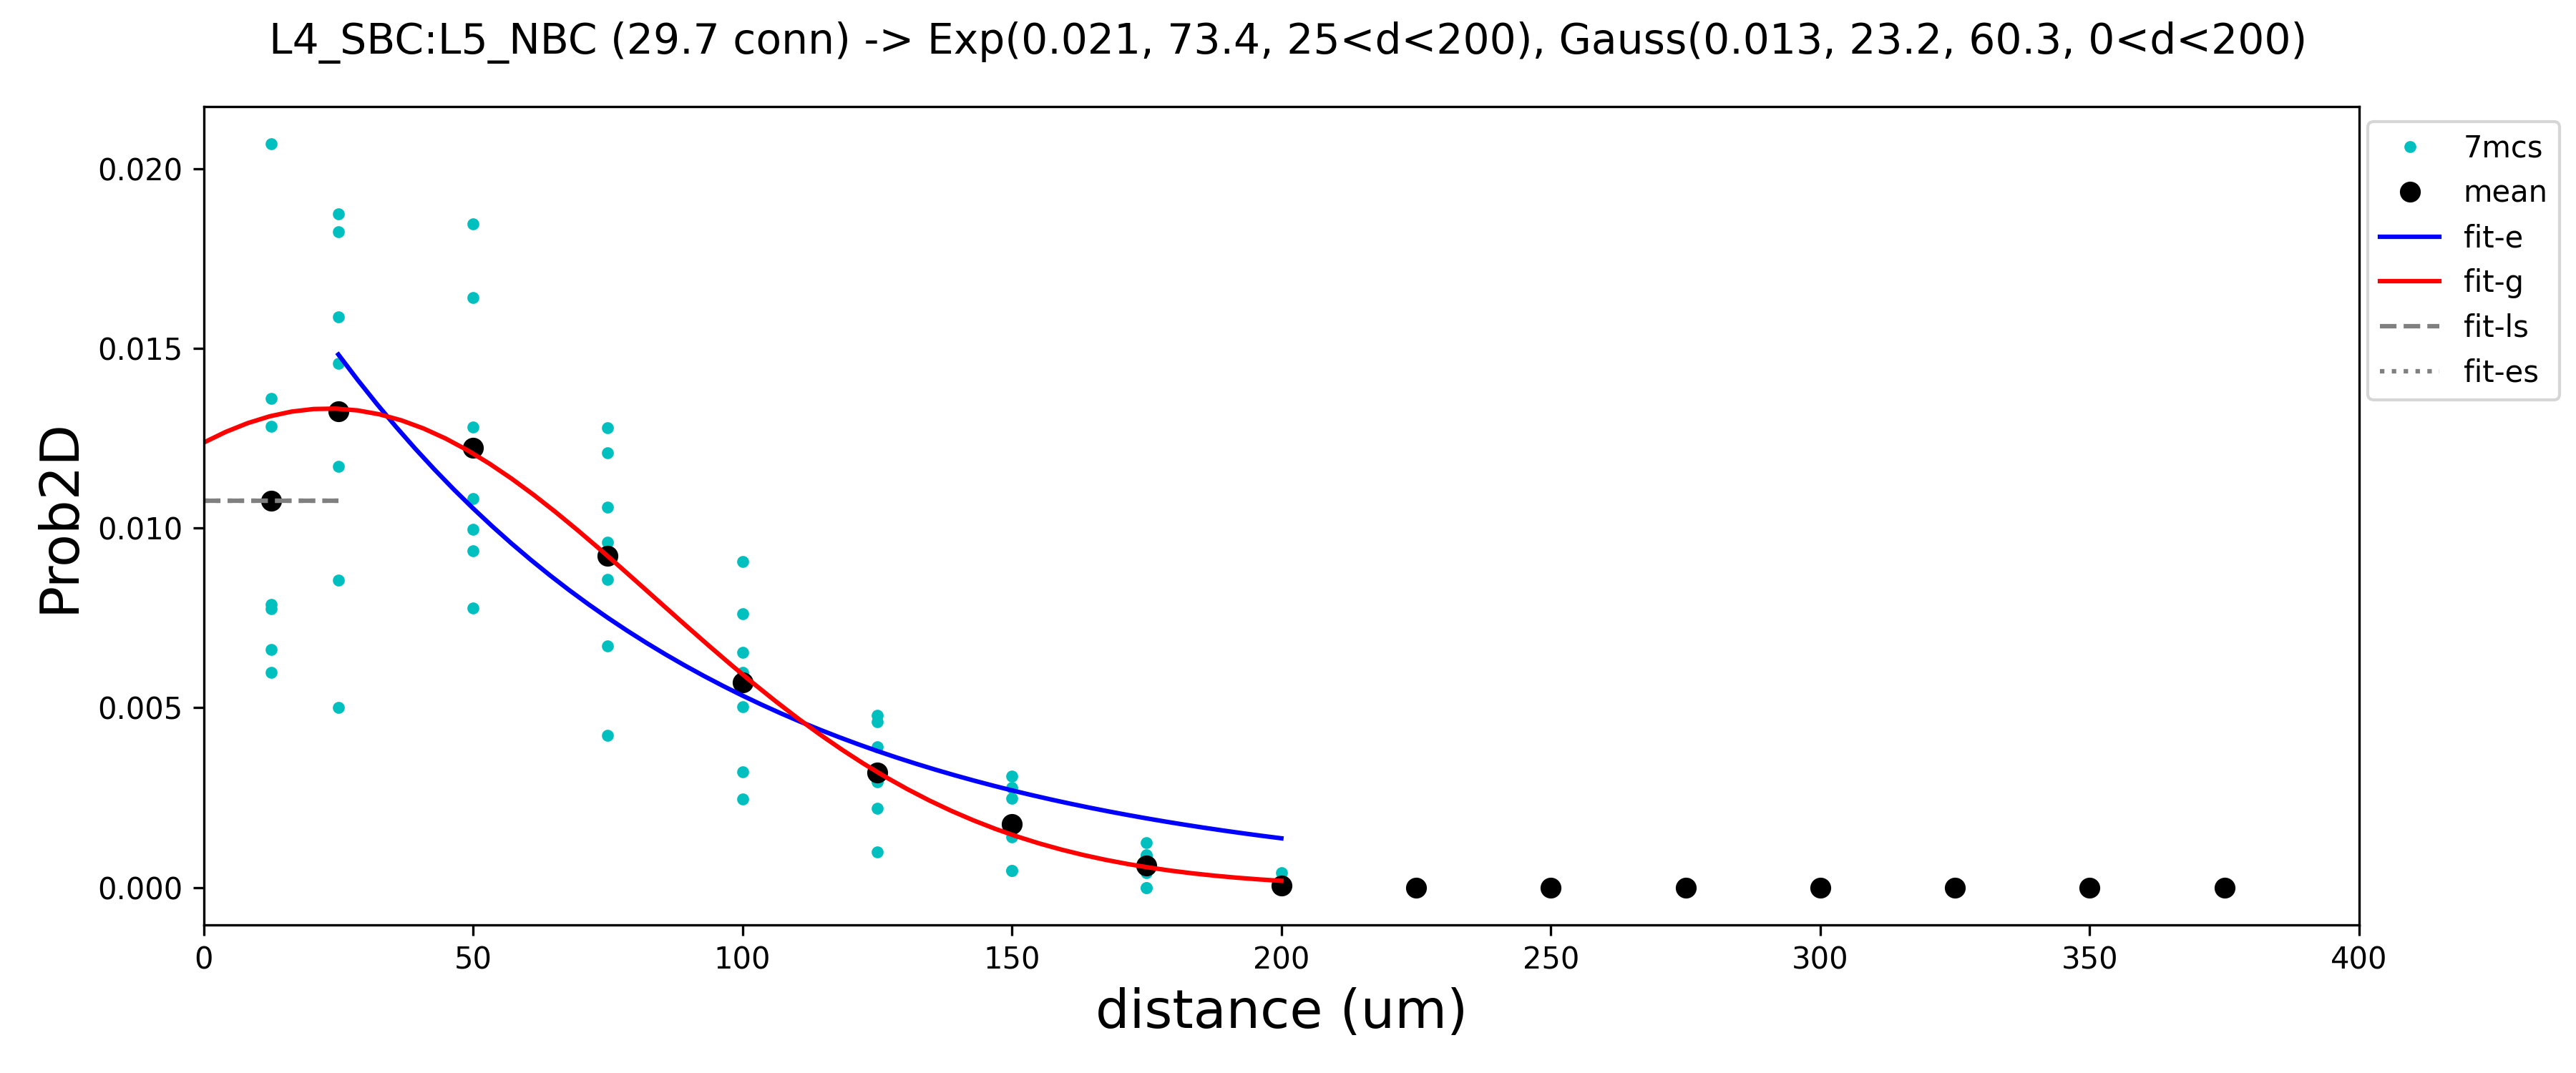 L4_SBC:L5_NBC (29.7 conn) -> Exp(0.021, 73.4, 25<d<200), Gauss(0.013, 23.2, 60.3, 0<d<200)
7mcs
mean
fit-e
fit-g
fit-ls
fit-es
Prob2D
0.020
0.015
0.010
0.005
0.000
0 50 100 150 200 250 300 350 400
distance (um)